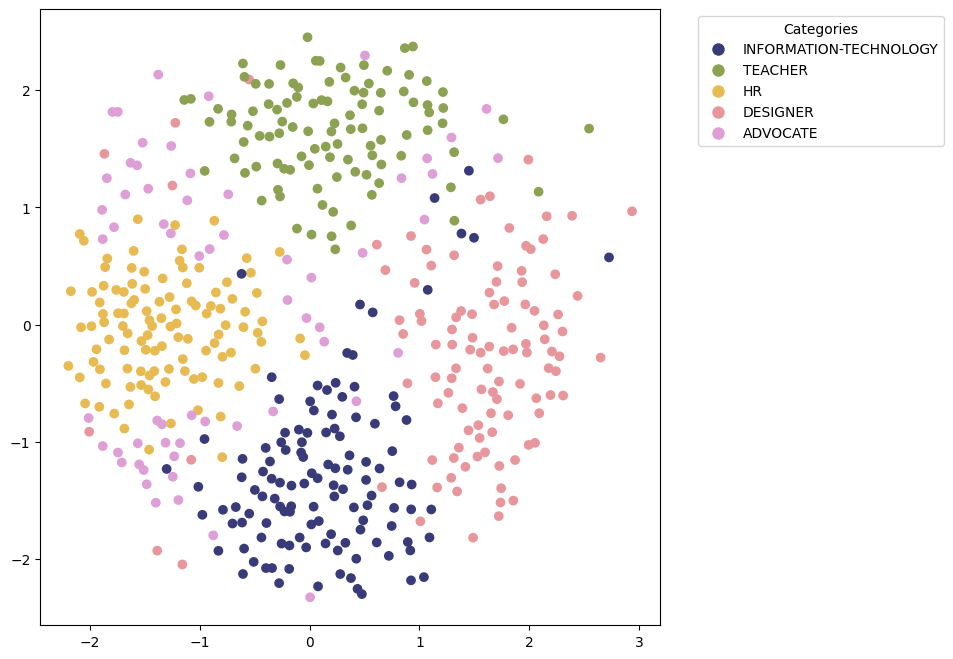 Categories
INFORMATION-TECHNOLOGY
TEACHER
HR
DESIGNER
ADVOCATE
2
1
0
−1
−2
−2 −1 0 1 2 3